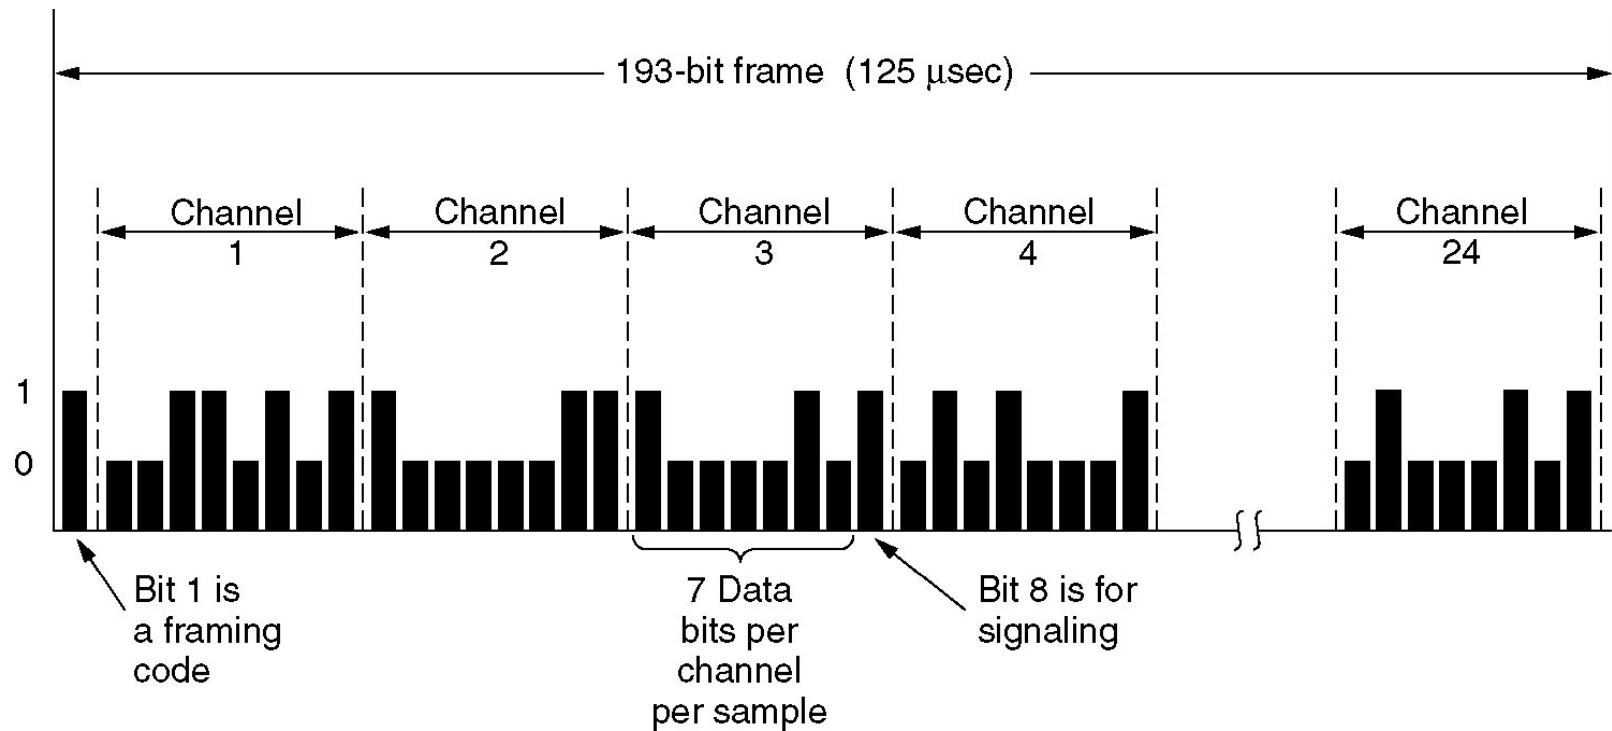 193-bit frame (125 μsec)
Channel
1
Channel
2
Channel
3
Channel
4
Channel
24
1
0
Bit 1 is
a framing
code
7 Data
bits per
channel
per sample
Bit 8 is for
signaling